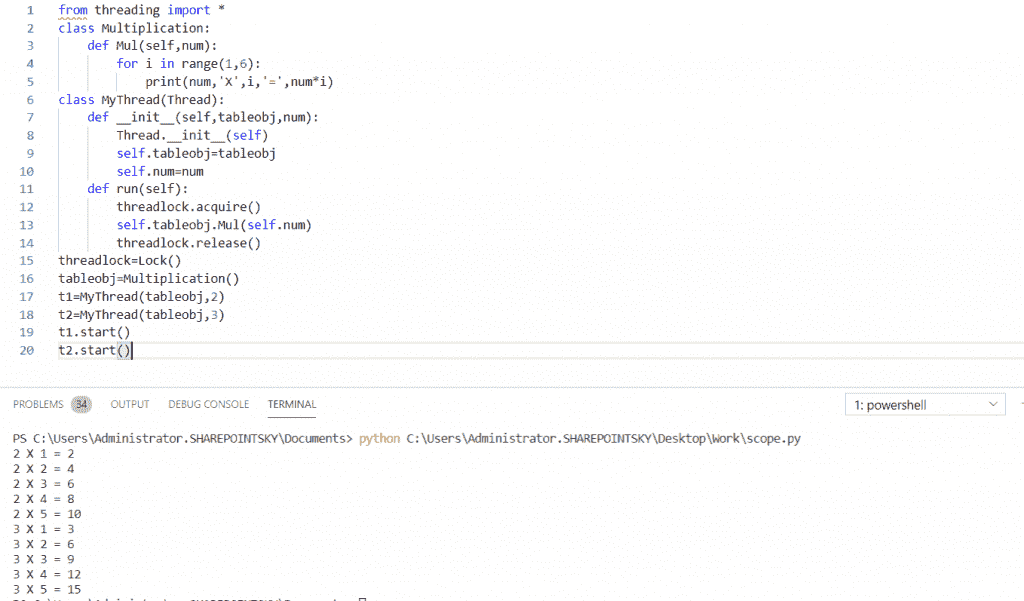 1 from threading import *
2 class Multiplication:
3     def Mul(self,num):
4         for i in range(1,6):
5             print(num,'X',i,'=',num*i)
6 class MyThread(Thread):
7     def __init__(self,tableobj,num):
8         Thread.__init__(self)
9         self.tableobj=tableobj
10         self.num=num
11     def run(self):
12         threadlock.acquire()
13         self.tableobj.Mul(self.num)
14         threadlock.release()
15 threadlock=Lock()
16 tableobj=Multiplication()
17 t1=MyThread(tableobj,2)
18 t2=MyThread(tableobj,3)
19 t1.start()
20 t2.start()
PROBLEMS 34 OUTPUT DEBUG CONSOLE TERMINAL 1: powershell
PS C:\Users\Administrator.SHAREPOINTSKY\Documents> python C:\Users\Administrator.SHAREPOINTSKY\Desktop\Work\scope.py
2 X 1 = 2
2 X 2 = 4
2 X 3 = 6
2 X 4 = 8
2 X 5 = 10
3 X 1 = 3
3 X 2 = 6
3 X 3 = 9
3 X 4 = 12
3 X 5 = 15